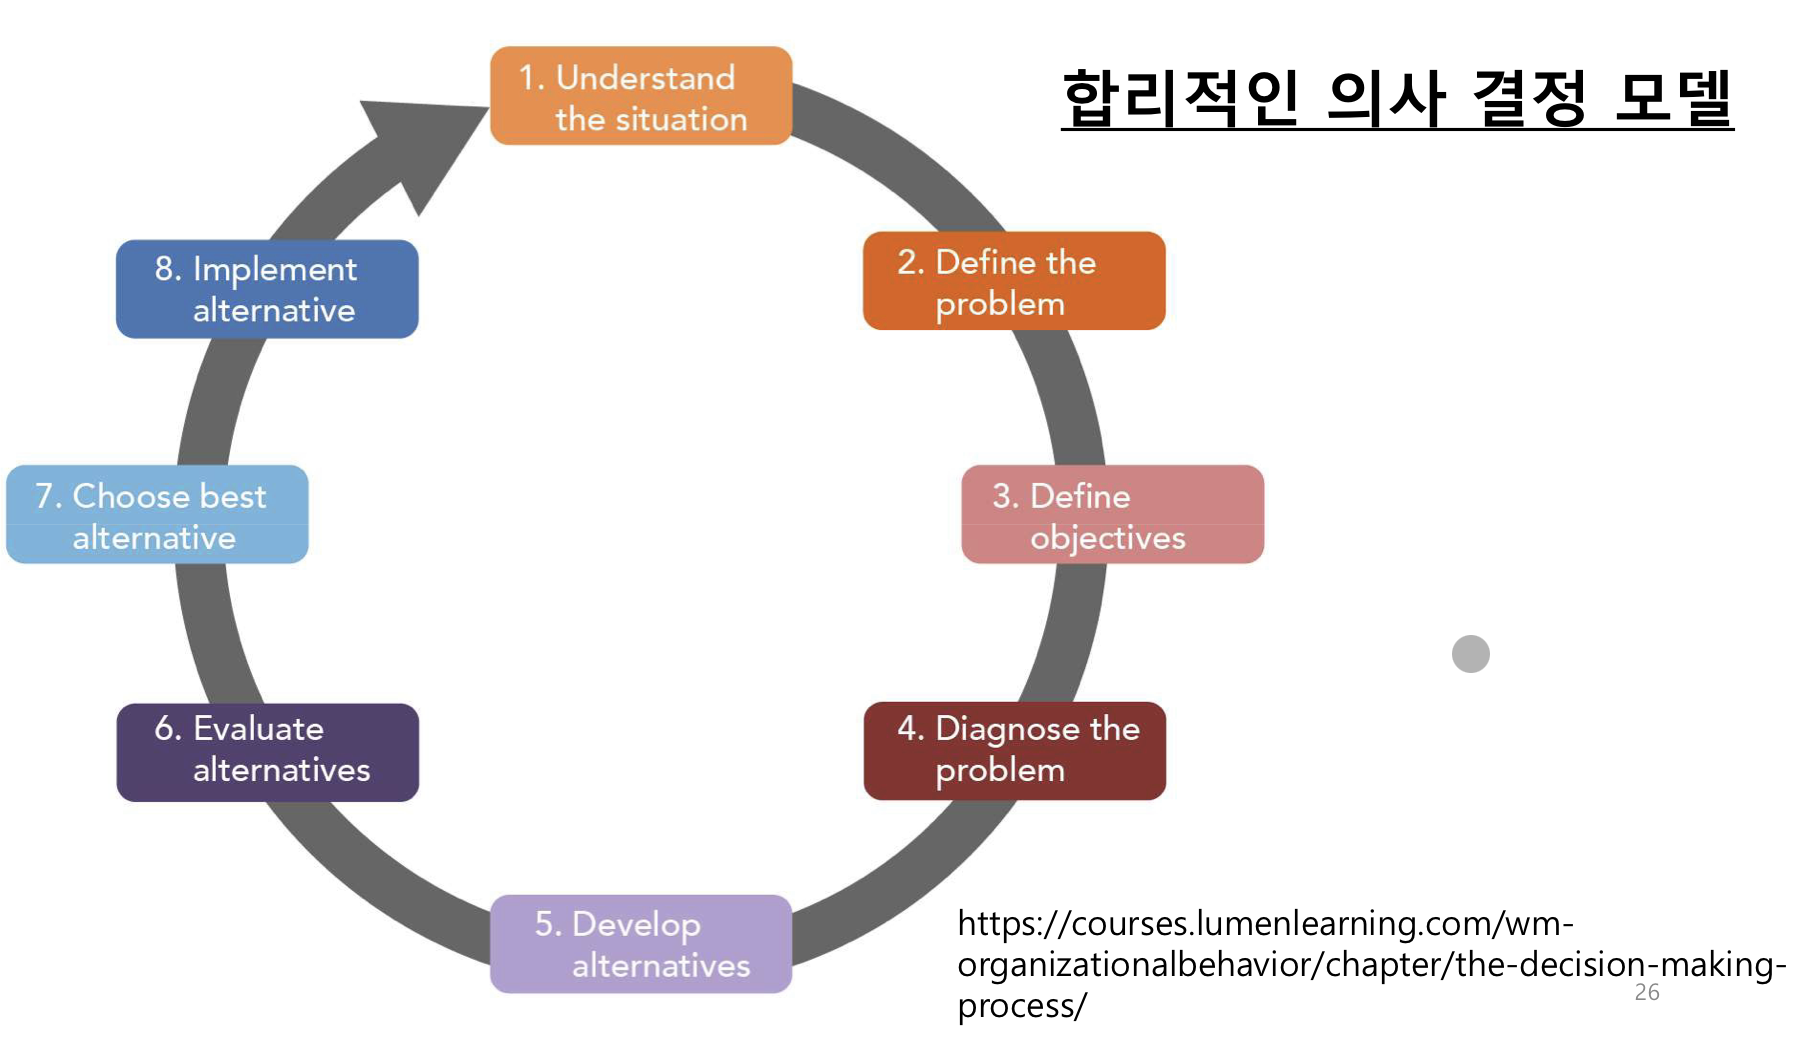 합리적인 의사 결정 모델
1. Understand
the situation
2. Define the
problem
3. Define
objectives
4. Diagnose the
problem
5. Develop
alternatives
6. Evaluate
alternatives
7. Choose best
alternative
8. Implement
alternative
https://courses.lumenlearning.com/wm-
organizationalbehavior/chapter/the-decision-making-
process/
26